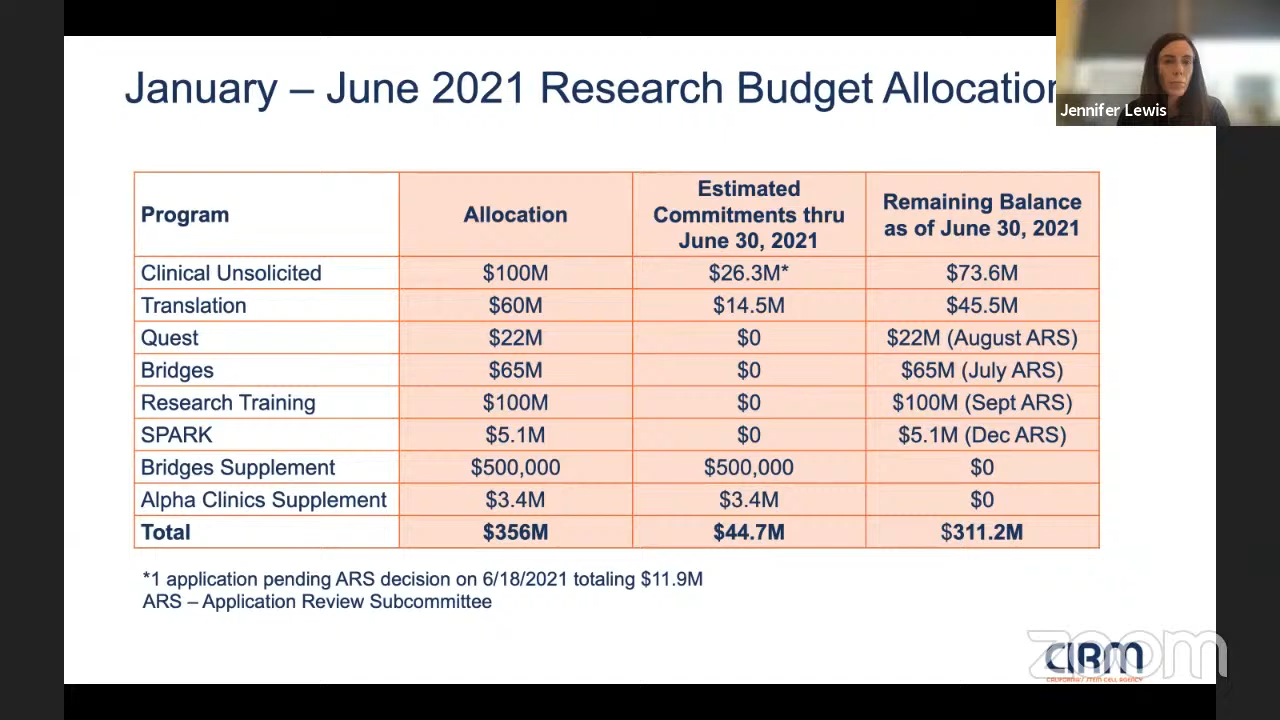 January – June 2021 Research Budget Allocation
Jennifer Lewis
Program Allocation Estimated Commitments thru June 30, 2021 Remaining Balance as of June 30, 2021
Clinical Unsolicited $100M $26.3M* $73.6M
Translation $60M $14.5M $45.5M
Quest $22M $0 $22M (August ARS)
Bridges $65M $0 $65M (July ARS)
Research Training $100M $0 $100M (Sept ARS)
SPARK $5.1M $0 $5.1M (Dec ARS)
Bridges Supplement $500,000 $500,000 $0
Alpha Clinics Supplement $3.4M $3.4M $0
Total $356M $44.7M $311.2M
*1 application pending ARS decision on 6/18/2021 totaling $11.9M
ARS – Application Review Subcommittee
zoom
CIRM
CALIFORNIA'S STEM CELL AGENCY